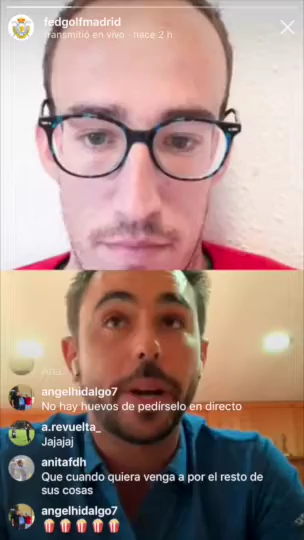 fedgolfmadrid
transmitió en vivo · hace 2 h
angelhidalgo7
No hay huevos de pedírselo en directo
a.revuelta_
Jajajaj
anitafdh
Que cuando quiera venga a por el resto de
sus cosas
angelhidalgo7
🍿🍿🍿🍿🍿